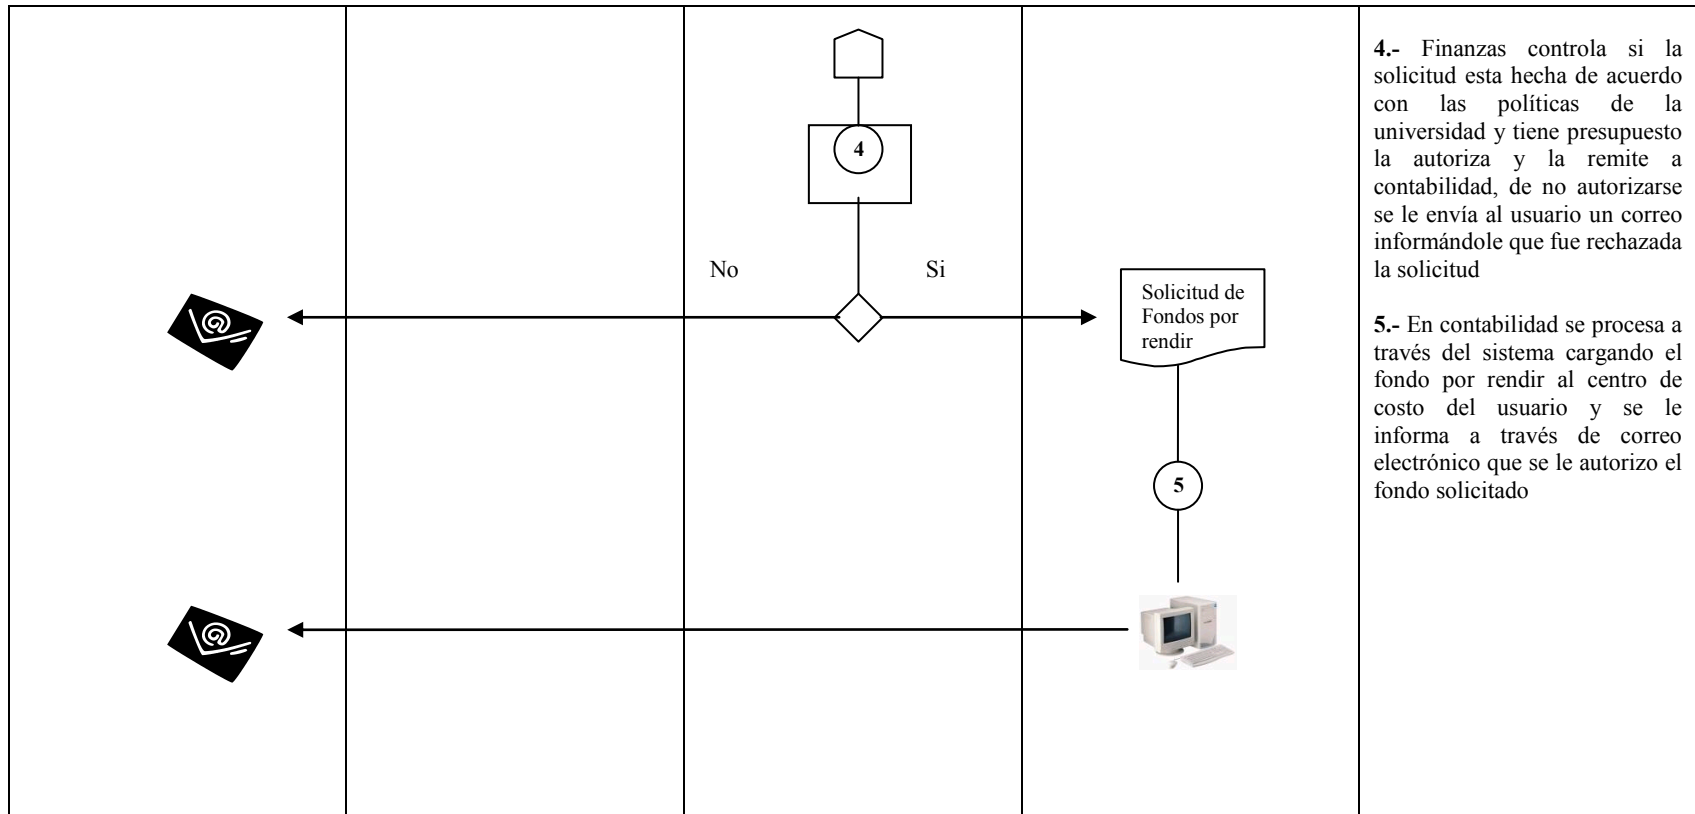 4
No
Si
Solicitud de
Fondos por
rendir
5
4.- Finanzas controla si la
solicitud esta hecha de acuerdo
con las políticas de la
universidad y tiene presupuesto
la autoriza y la remite a
contabilidad, de no autorizarse
se le envía al usuario un correo
informándole que fue rechazada
la solicitud
5.- En contabilidad se procesa a
través del sistema cargando el
fondo por rendir al centro de
costo del usuario y se le
informa a través de correo
electrónico que se le autorizo el
fondo solicitado